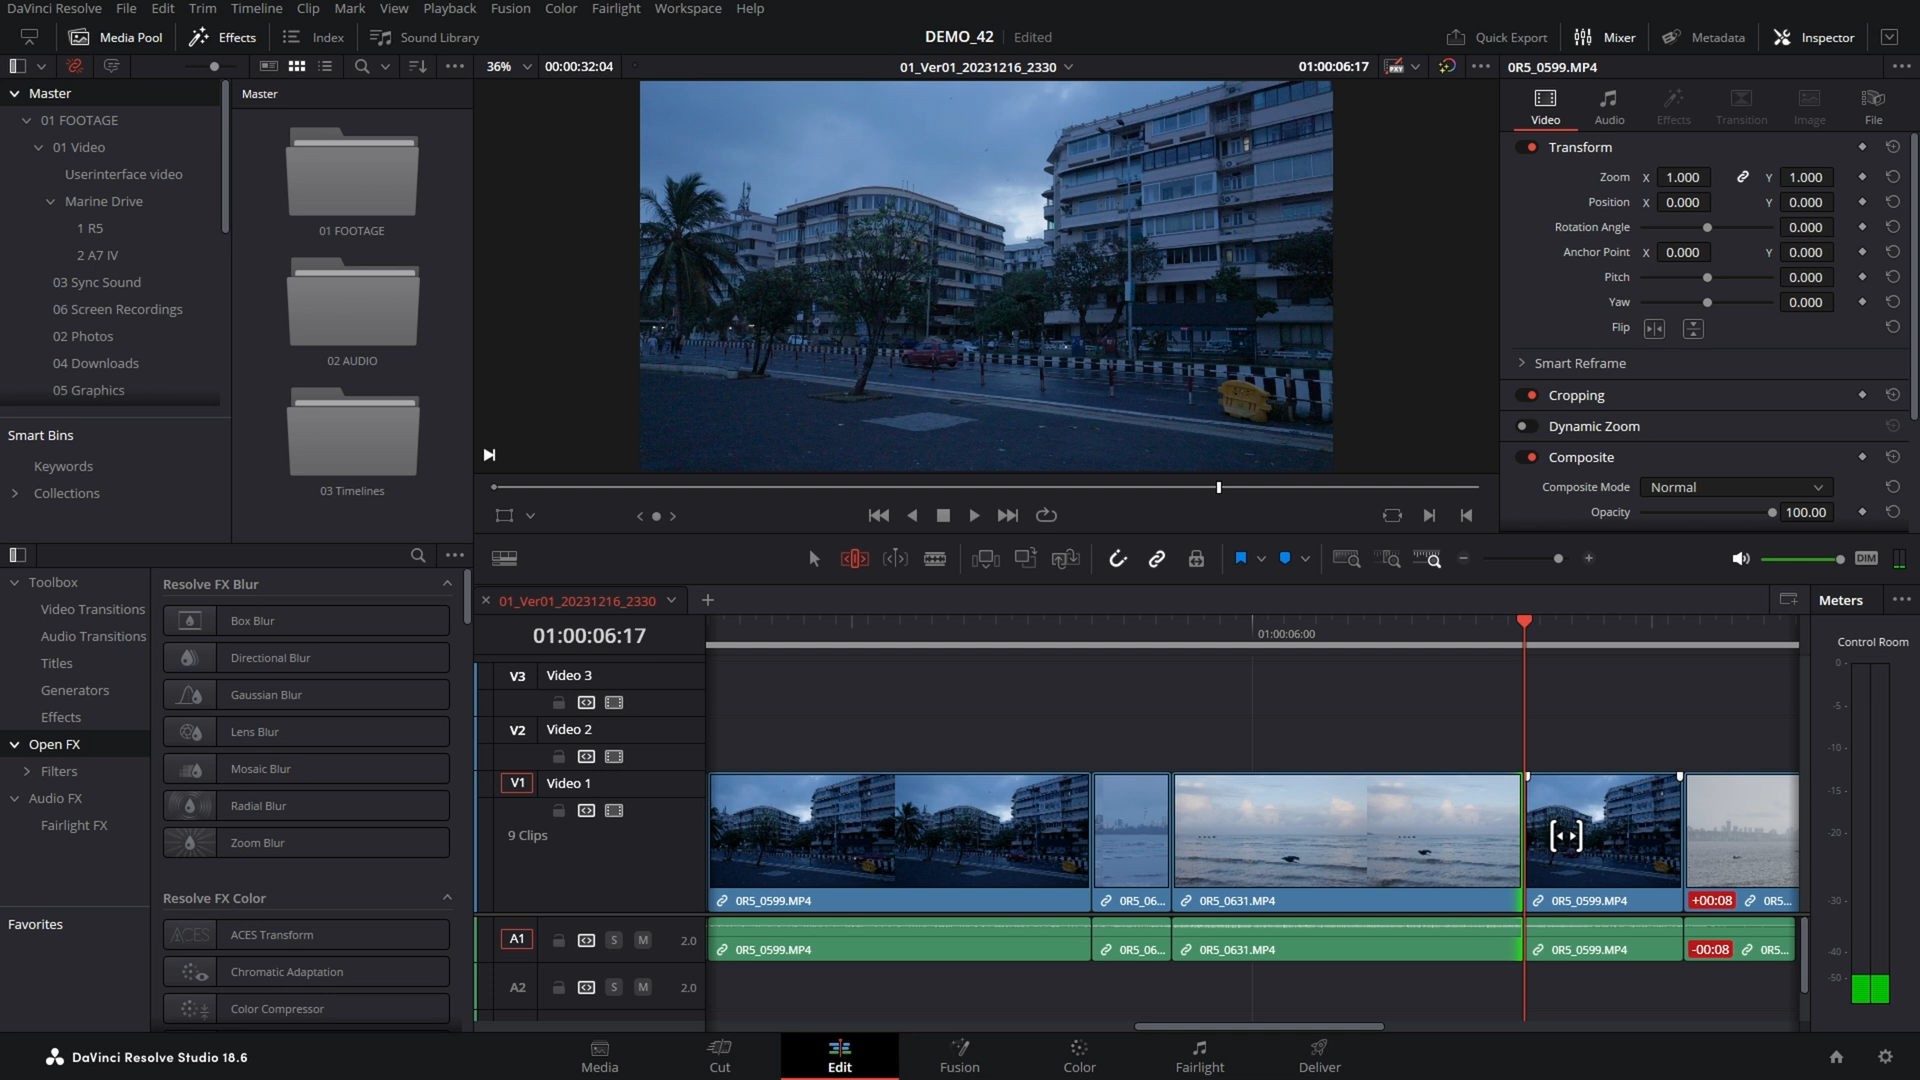 DaVinci Resolve File Edit Trim Timeline Clip Mark View Playback Fusion Color Fairlight Workspace Help
Media Pool Effects Index Sound Library DEMO_42 Edited Quick Export Mixer Metadata Inspector
36% 00:00:32:04 01_Ver01_20231216_2330 01:00:06:17 0R5_0599.MP4
Master
01 FOOTAGE
01 Video
Userinterface video
Marine Drive
1 R5
2 A7 IV
03 Sync Sound
06 Screen Recordings
02 Photos
04 Downloads
05 Graphics
Smart Bins
Keywords
Collections
Master
01 FOOTAGE
02 AUDIO
03 Timelines
Video Audio Effects Transition Image File
Transform
Zoom X 1.000 Y 1.000
Position X 0.000 Y 0.000
Rotation Angle 0.000
Anchor Point X 0.000 Y 0.000
Pitch 0.000
Yaw 0.000
Flip
Smart Reframe
Cropping
Dynamic Zoom
Composite
Composite Mode Normal
Opacity 100.00
Toolbox
Video Transitions
Audio Transitions
Titles
Generators
Effects
Open FX
Filters
Audio FX
Fairlight FX
Favorites
Resolve FX Blur
Box Blur
Directional Blur
Gaussian Blur
Lens Blur
Mosaic Blur
Radial Blur
Zoom Blur
Resolve FX Color
ACES ACES Transform
Chromatic Adaptation
Color Compressor
DIM
01_Ver01_20231216_2330
01:00:06:17
01:00:06:00
V3 Video 3
V2 Video 2
V1 Video 1
9 Clips
0R5_0599.MP4 0R5_06... 0R5_0631.MP4 0R5_0599.MP4 +00:08 0R5...
A1 S M 2.0
0R5_0599.MP4 0R5_06... 0R5_0631.MP4 0R5_0599.MP4 -00:08 0R5...
A2 S M 2.0
Meters
Control Room
0
-5
-10
-15
-20
-30
-40
-50
DaVinci Resolve Studio 18.6
Media Cut Edit Fusion Color Fairlight Deliver